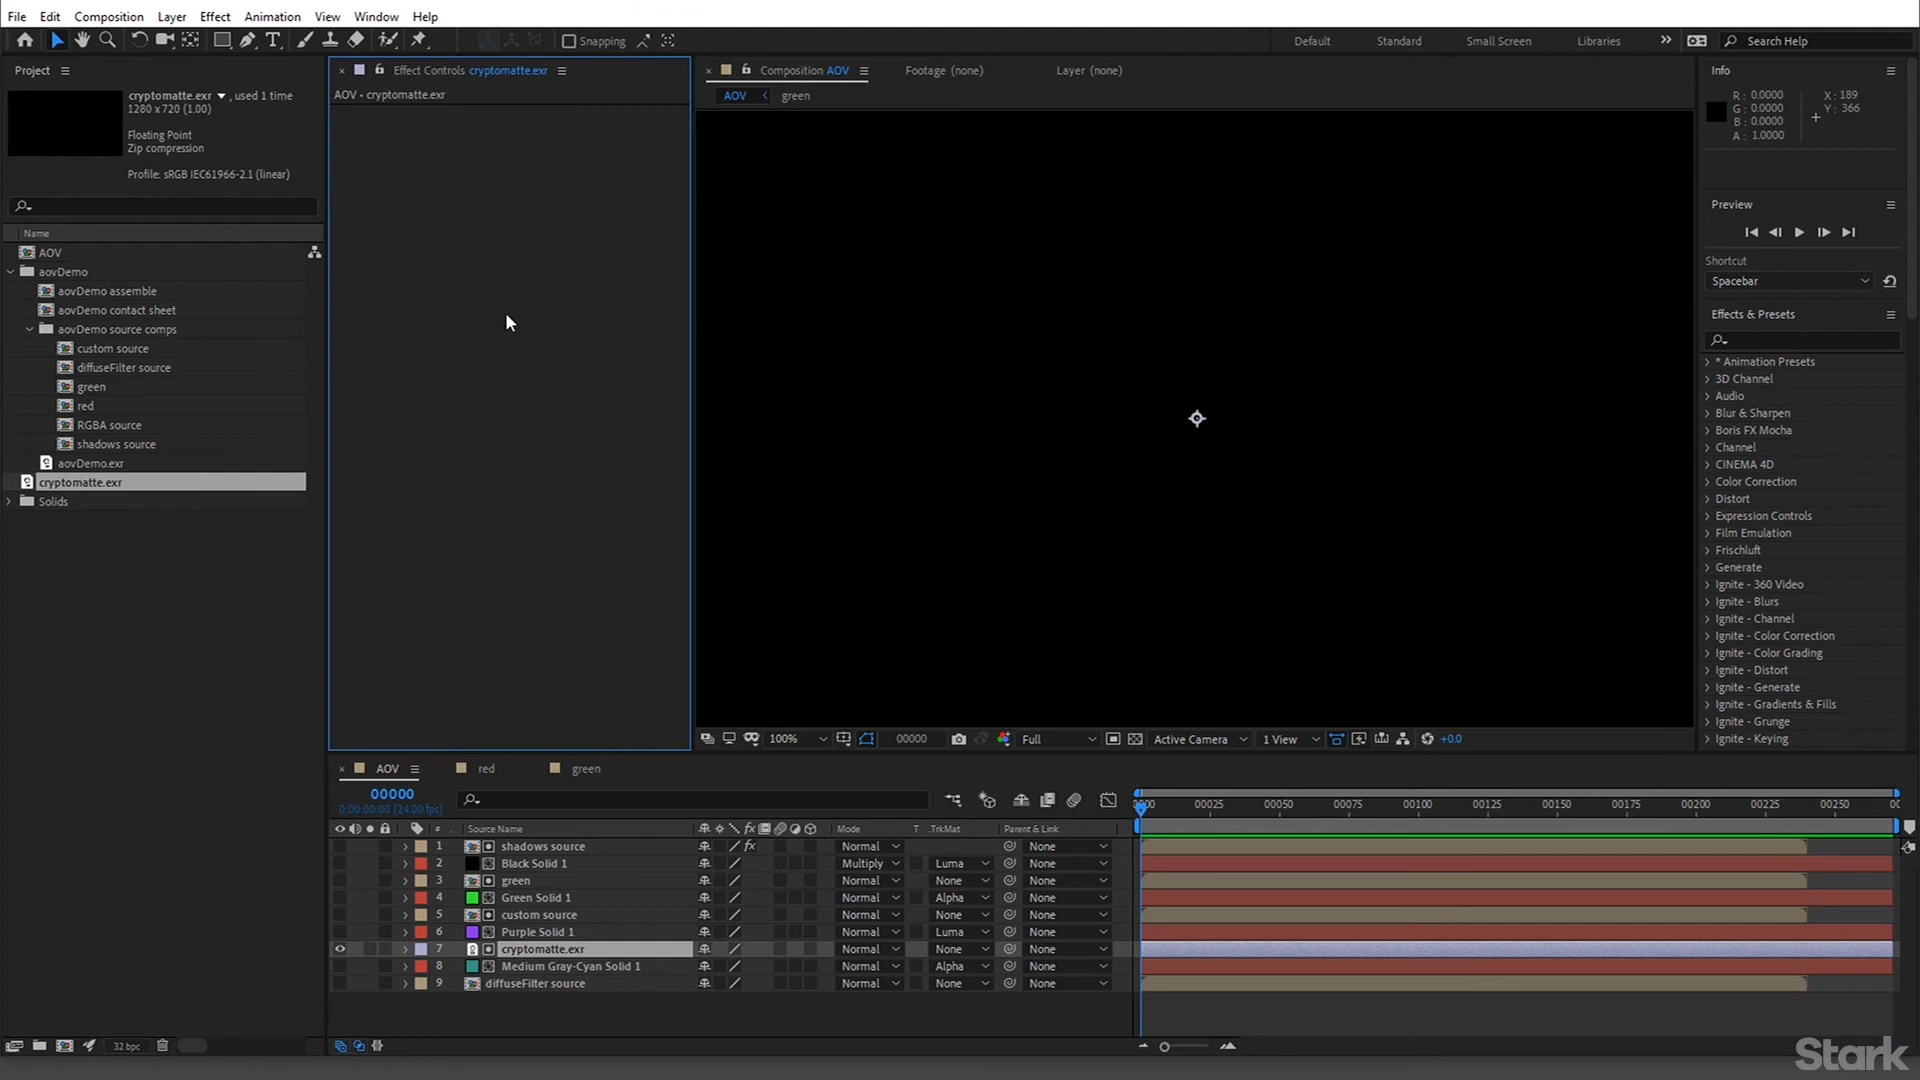 File Edit Composition Layer Effect Animation View Window Help
Snapping
Default Standard Small Screen Libraries Search Help
Project
cryptomatte.exr , used 1 time
1280 x 720 (1.00)
Floating Point
Zip compression
Profile: sRGB IEC61966-2.1 (linear)
Name
AOV
aovDemo
aovDemo assemble
aovDemo contact sheet
aovDemo source comps
custom source
diffuseFilter source
green
red
RGBA source
shadows source
aovDemo.exr
cryptomatte.exr
Solids
32 bpc
Effect Controls cryptomatte.exr
AOV • cryptomatte.exr
Composition AOV Footage (none) Layer (none)
AOV green
100% 00000 Full Active Camera 1 View +0.0
Info
R: 0.0000 X: 189
G: 0.0000 Y: 366
B: 0.0000
A: 1.0000
Preview
Shortcut
Spacebar
Effects & Presets
* Animation Presets
3D Channel
Audio
Blur & Sharpen
Boris FX Mocha
Channel
CINEMA 4D
Color Correction
Distort
Expression Controls
Film Emulation
Frischluft
Generate
Ignite - 360 Video
Ignite - Blurs
Ignite - Channel
Ignite - Color Correction
Ignite - Color Grading
Ignite - Distort
Ignite - Generate
Ignite - Gradients & Fills
Ignite - Grunge
Ignite - Keying
AOV red green
00000
0:00:00:00 (24.00 fps)
0000 00025 00050 00075 00100 00125 00150 00175 00200 00225 00250 00
# Source Name Mode T .TrkMat Parent & Link
1 shadows source Normal None
2 Black Solid 1 Multiply Luma None
3 green Normal None None
4 Green Solid 1 Normal Alpha None
5 custom source Normal None None
6 Purple Solid 1 Normal Luma None
7 cryptomatte.exr Normal None None
8 Medium Gray-Cyan Solid 1 Normal Alpha None
9 diffuseFilter source Normal None None
Stark